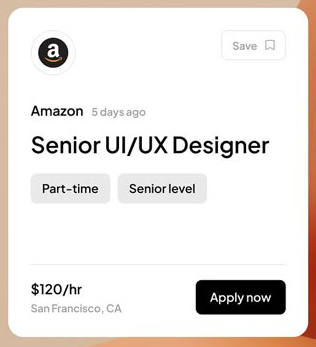 a
Save
Amazon 5 days ago
Senior UI/UX Designer
Part-time Senior level
$120/hr
San Francisco, CA
Apply now